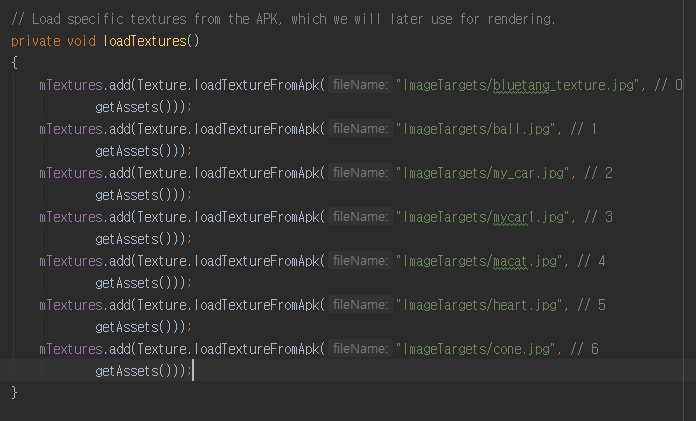 // Load specific textures from the APK, which we will later use for rendering.
private void loadTextures()
{
mTextures.add(Texture.loadTextureFromApk( fileName: "ImageTargets/bluetang_texture.jpg", // 0
getAssets()));
mTextures.add(Texture.loadTextureFromApk( fileName: "ImageTargets/ball.jpg", // 1
getAssets()));
mTextures.add(Texture.loadTextureFromApk( fileName: "ImageTargets/my_car.jpg", // 2
getAssets()));
mTextures.add(Texture.loadTextureFromApk( fileName: "ImageTargets/mycar1.jpg", // 3
getAssets()));
mTextures.add(Texture.loadTextureFromApk( fileName: "ImageTargets/macat.jpg", // 4
getAssets()));
mTextures.add(Texture.loadTextureFromApk( fileName: "ImageTargets/heart.jpg", // 5
getAssets()));
mTextures.add(Texture.loadTextureFromApk( fileName: "ImageTargets/cone.jpg", // 6
getAssets()));
}